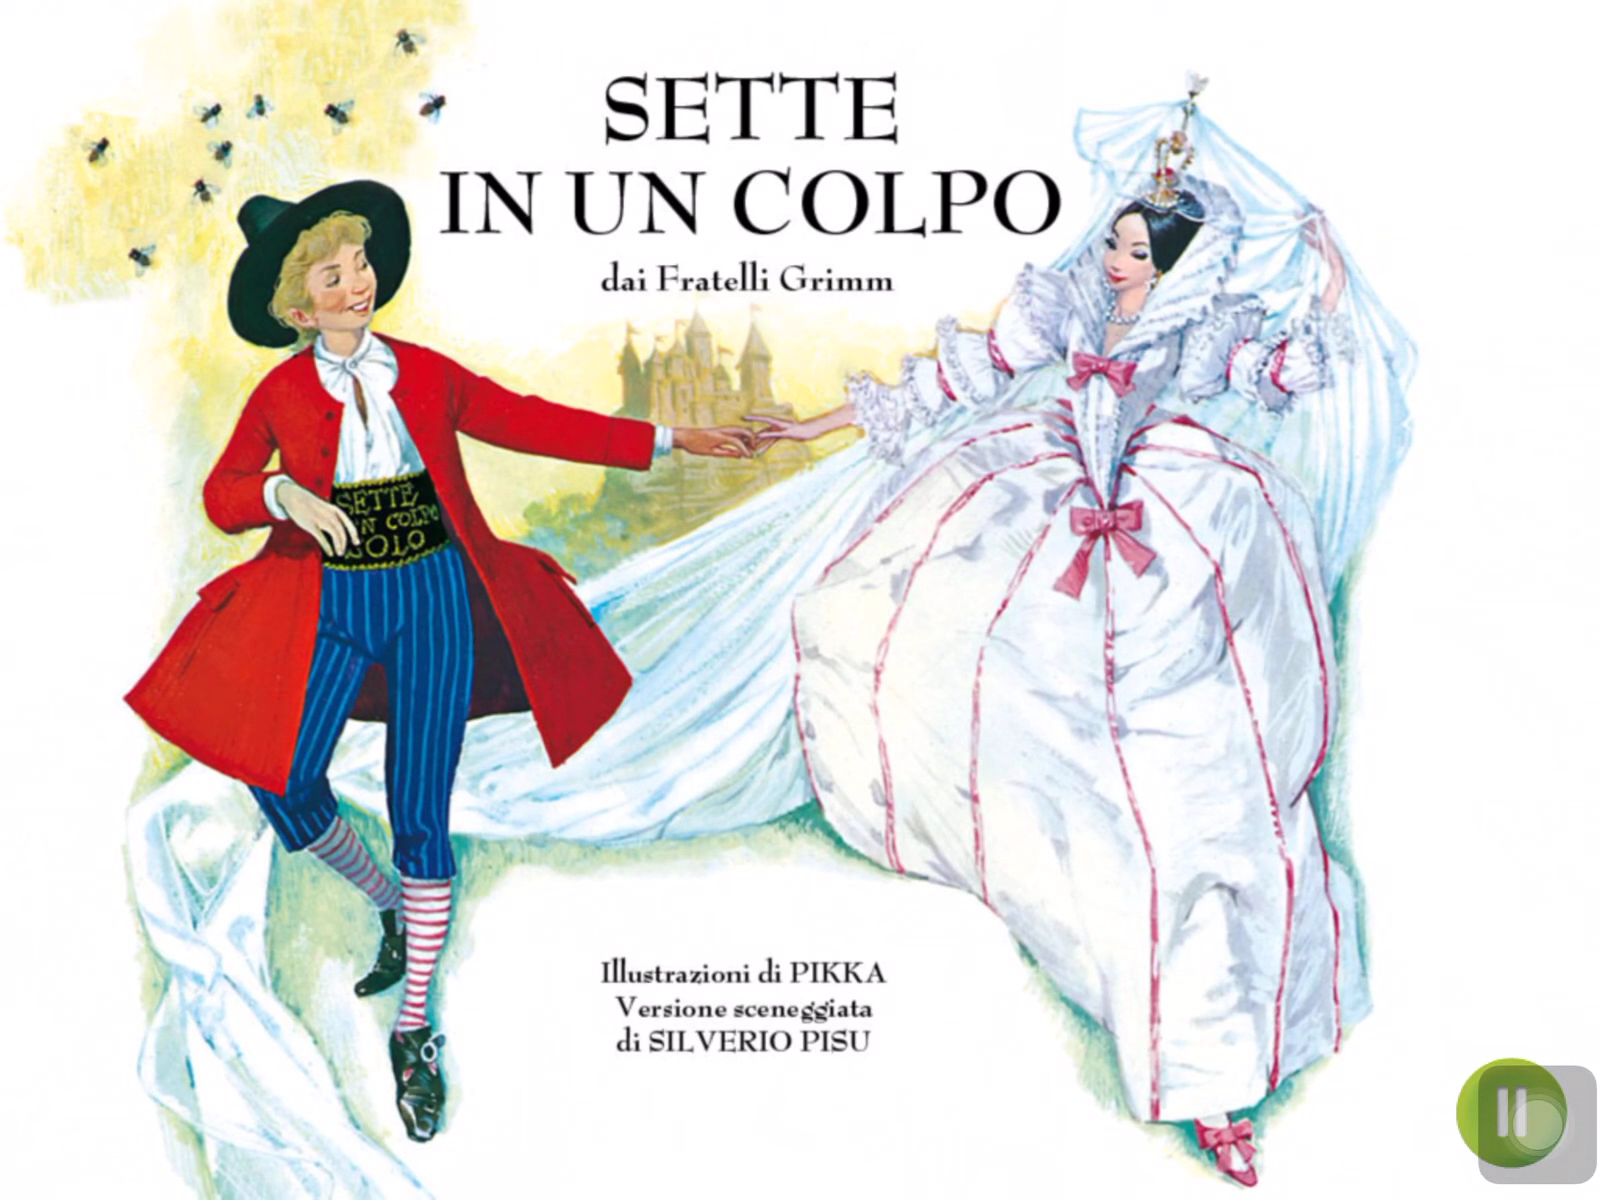 SETTE
IN UN COLPO
dai Fratelli Grimm
SETTE
IN COLPO
SOLO
Illustrazioni di PIKKA
Versione sceneggiata
di SILVERIO PISU